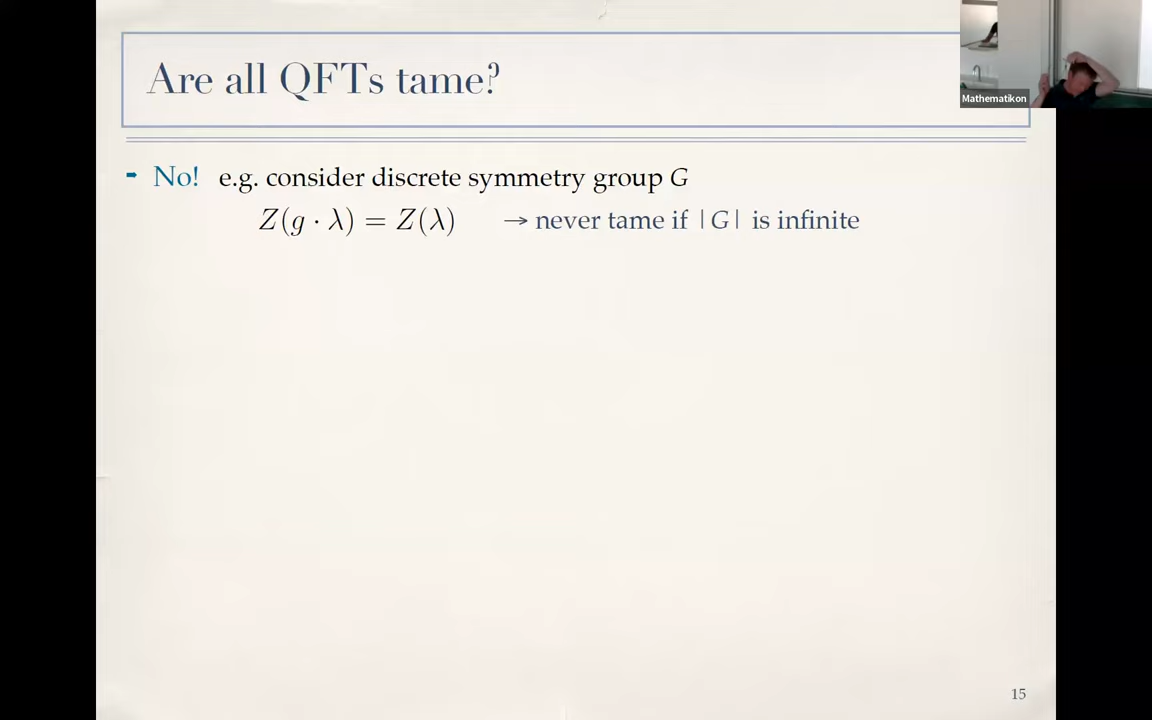 Are all QFTs tame?
Mathematikon
➡ No! e.g. consider discrete symmetry group G
Z(g · λ) = Z(λ) → never tame if |G| is infinite
15